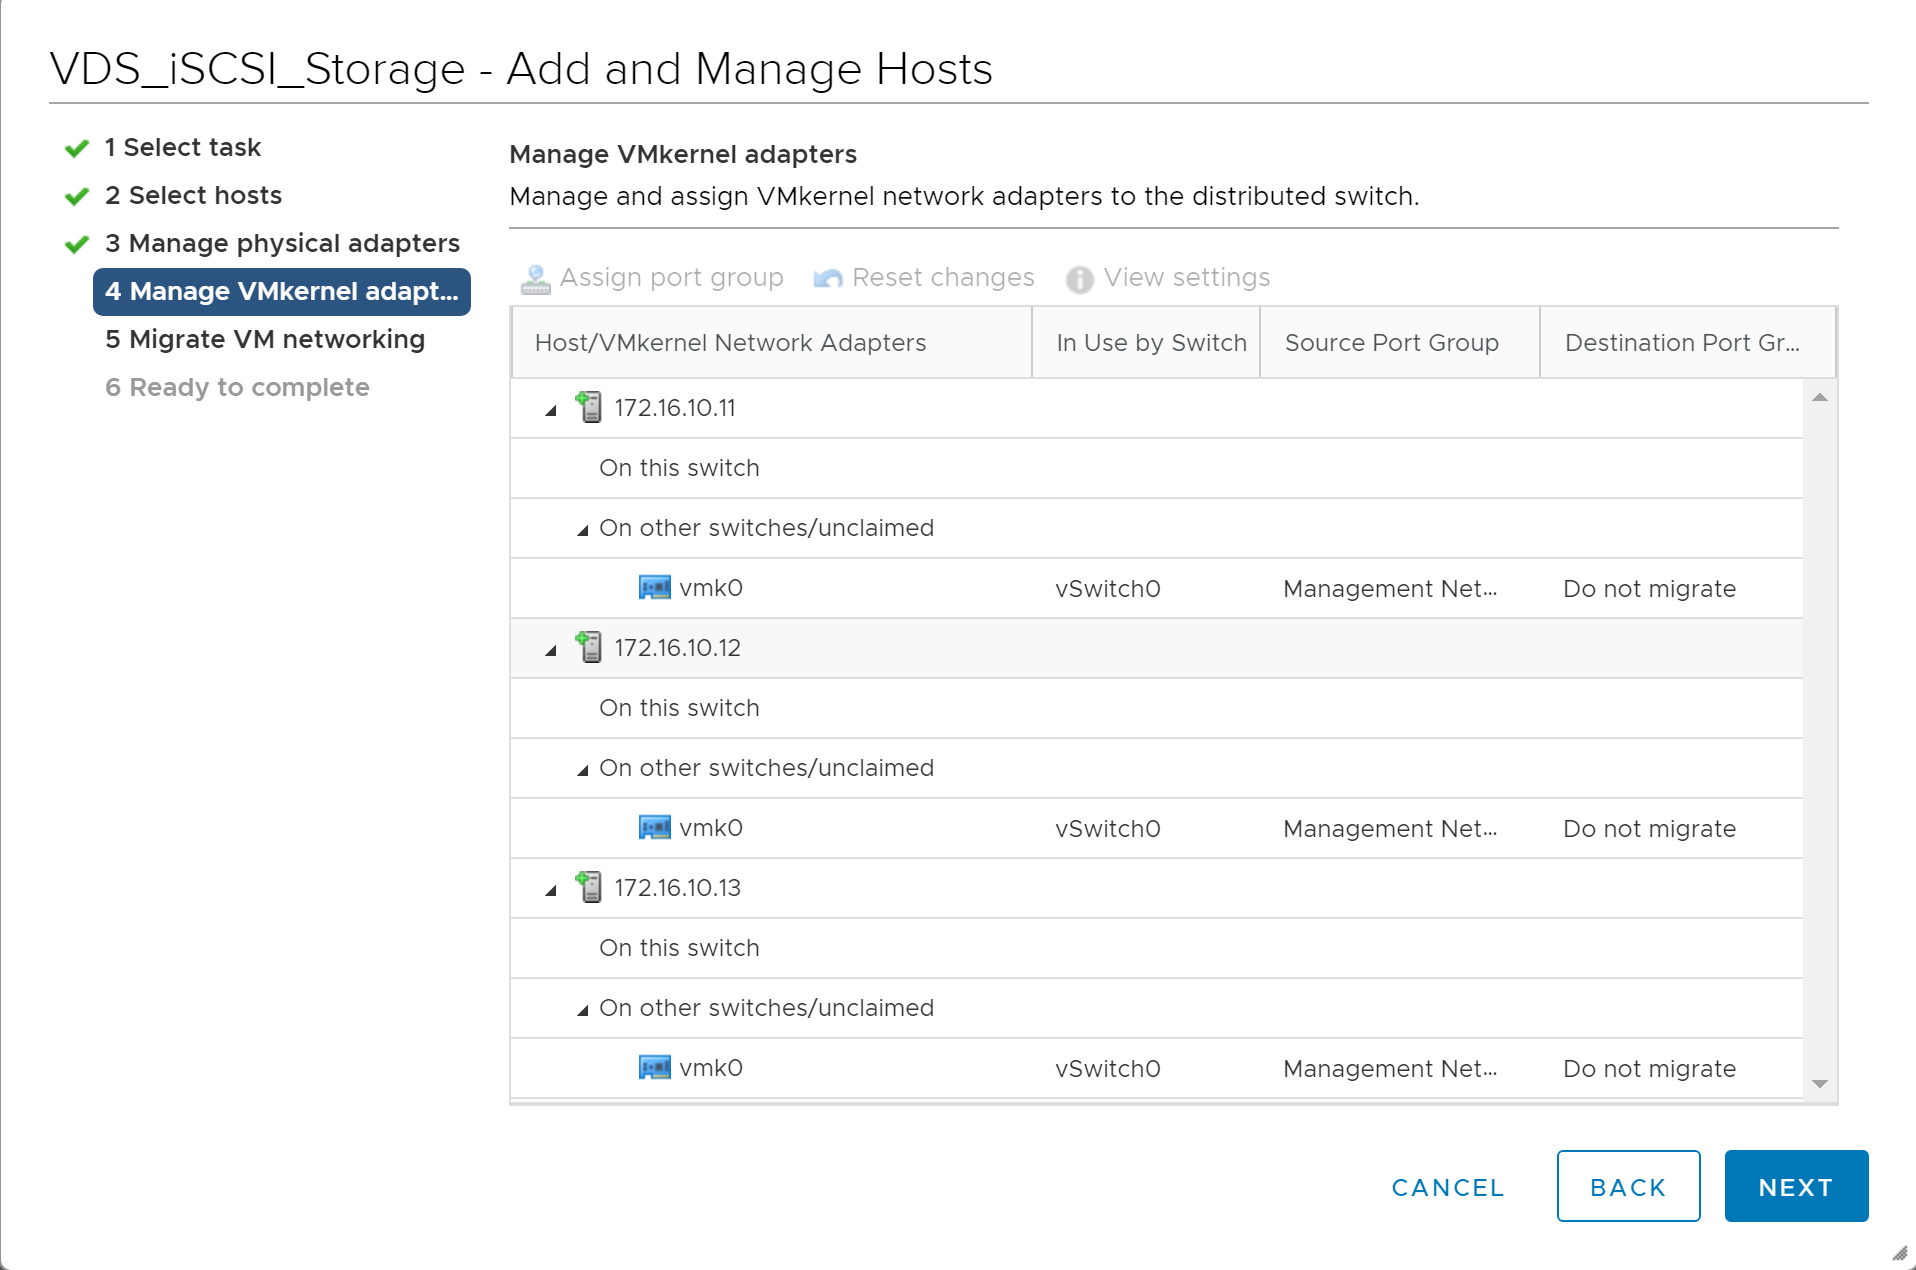 VDS_iSCSI_Storage - Add and Manage Hosts
1 Select task
2 Select hosts
3 Manage physical adapters
4 Manage VMkernel adapt...
5 Migrate VM networking
6 Ready to complete
Manage VMkernel adapters
Manage and assign VMkernel network adapters to the distributed switch.
Assign port group Reset changes View settings
Host/VMkernel Network Adapters In Use by Switch Source Port Group Destination Port Gr...
172.16.10.11
On this switch
On other switches/unclaimed
vmk0 vSwitch0 Management Net... Do not migrate
172.16.10.12
On this switch
On other switches/unclaimed
vmk0 vSwitch0 Management Net... Do not migrate
172.16.10.13
On this switch
On other switches/unclaimed
vmk0 vSwitch0 Management Net... Do not migrate
CANCEL BACK NEXT